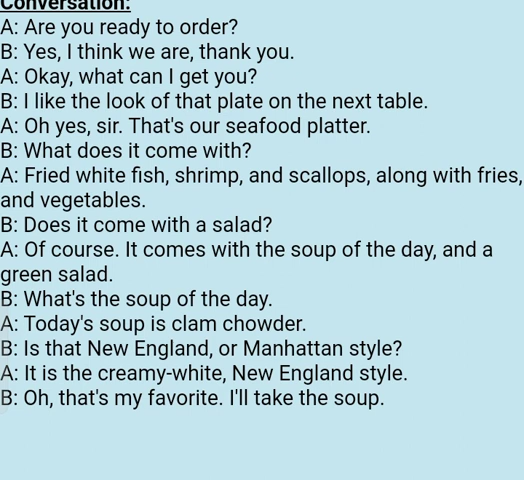 Conversation:
A: Are you ready to order?
B: Yes, I think we are, thank you.
A: Okay, what can I get you?
B: I like the look of that plate on the next table.
A: Oh yes, sir. That's our seafood platter.
B: What does it come with?
A: Fried white fish, shrimp, and scallops, along with fries,
and vegetables.
B: Does it come with a salad?
A: Of course. It comes with the soup of the day, and a
green salad.
B: What's the soup of the day.
A: Today's soup is clam chowder.
B: Is that New England, or Manhattan style?
A: It is the creamy-white, New England style.
B: Oh, that's my favorite. I'll take the soup.